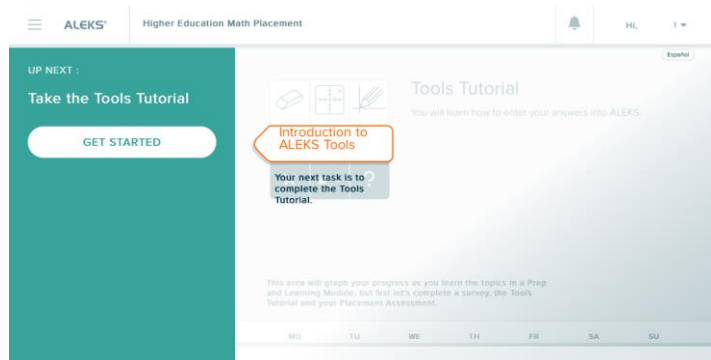 ALEKS®
Higher Education Math Placement
Hi,
Español
UP NEXT :
Take the Tools Tutorial
GET STARTED
Tools Tutorial
You will learn how to enter your answers into ALEKS.
Introduction to
ALEKS Tools
Your next task is to
complete the Tools
Tutorial.
This area will graph your progress as you learn the topics in a Prep
and Learning Module, but first let's complete a survey, the Tools
Tutorial and your Placement Assessment.
MO TU WE TH FR SA SU